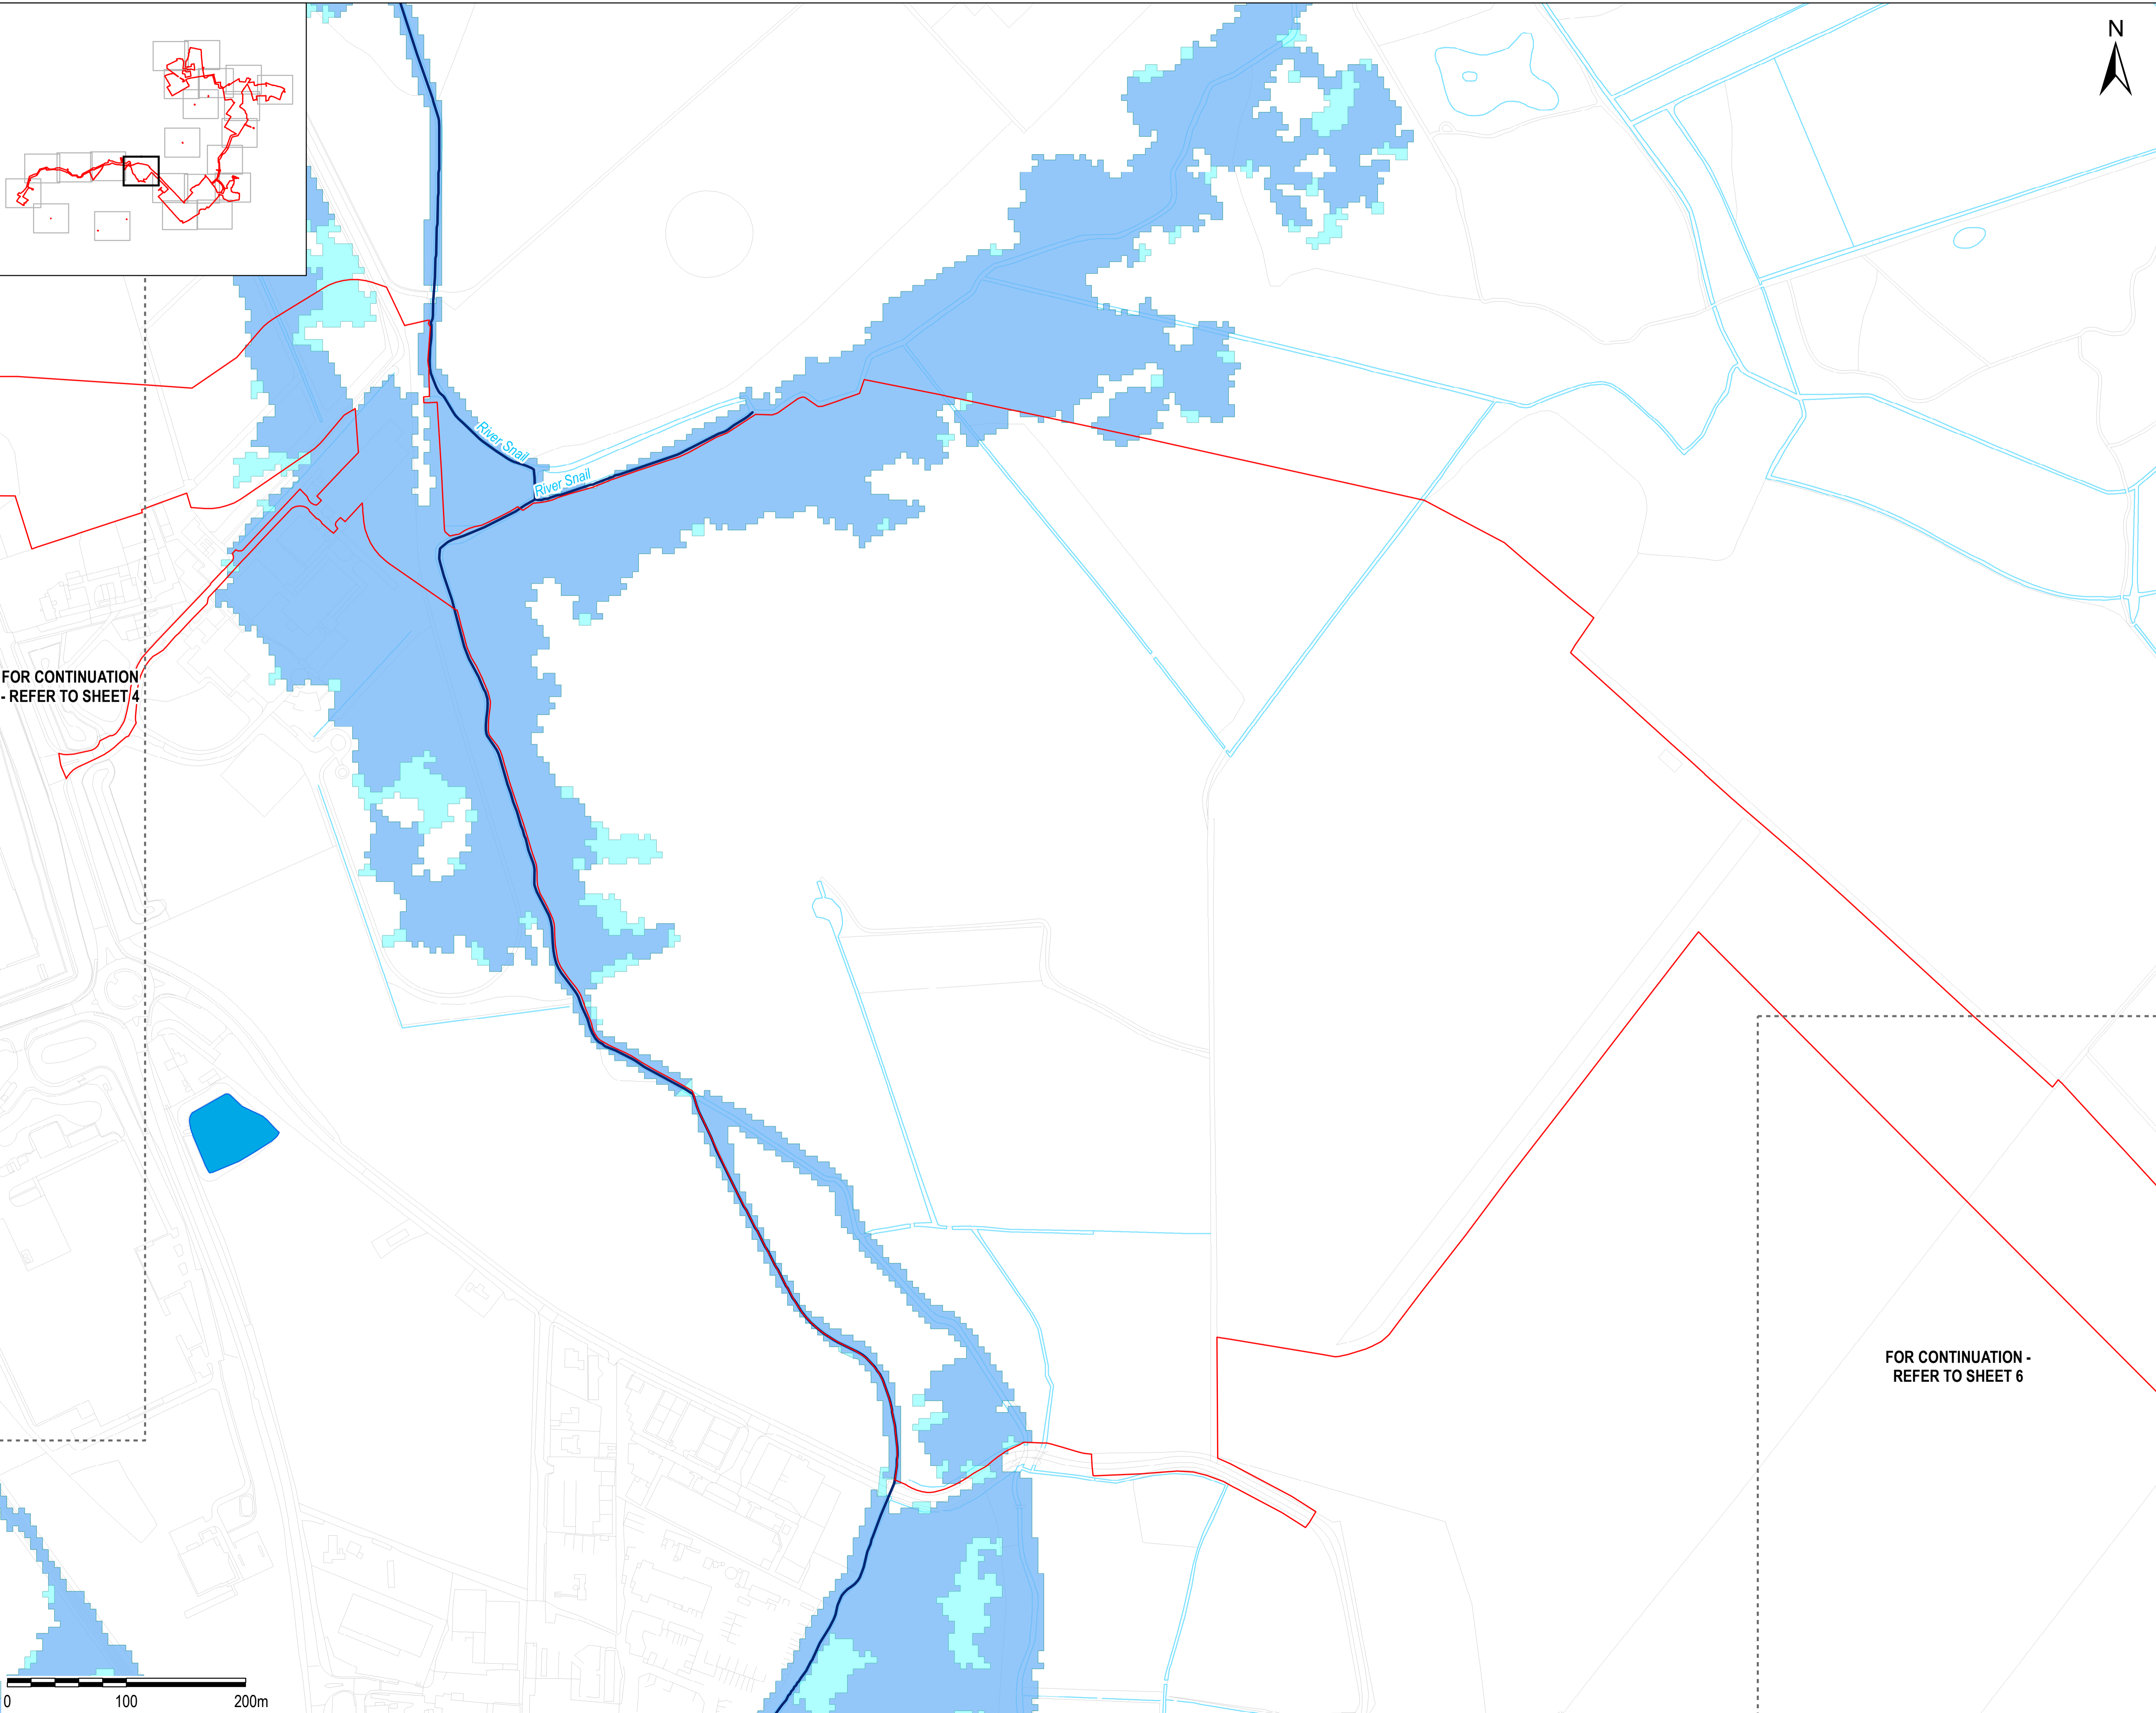 N
River Snail
River Snail
FOR CONTINUATION
- REFER TO SHEET 4
FOR CONTINUATION -
REFER TO SHEET 6
0 100 200m